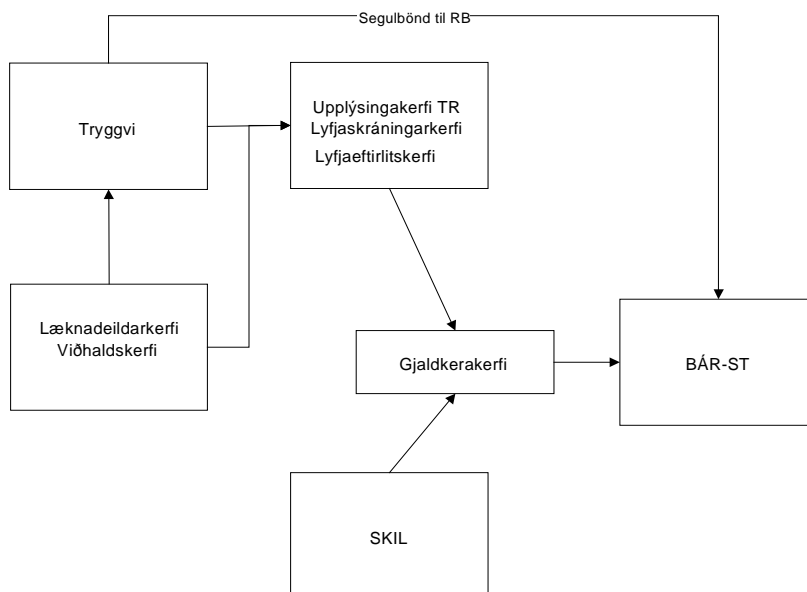 Segulbönd til RB
Tryggvi
Upplýsingakerfi TR
Lyfjaskráningarkerfi
Lyfjaeftirlitskerfi
Læknadeildarkerfi
Viðhaldskerfi
Gjaldkerakerfi
BÁR-ST
SKIL